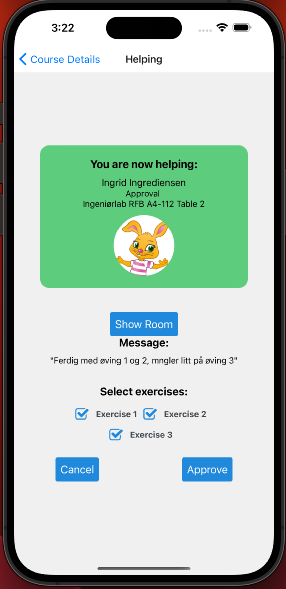 3:22
Course Details
Helping
You are now helping:
Ingrid Ingrediensen
Approval
Ingeniørlab RFB A4-112 Table 2
Show Room
Message:
"Ferdig med øving 1 og 2, mngler litt på øving 3"
Select exercises:
Exercise 1 Exercise 2
Exercise 3
Cancel Approve